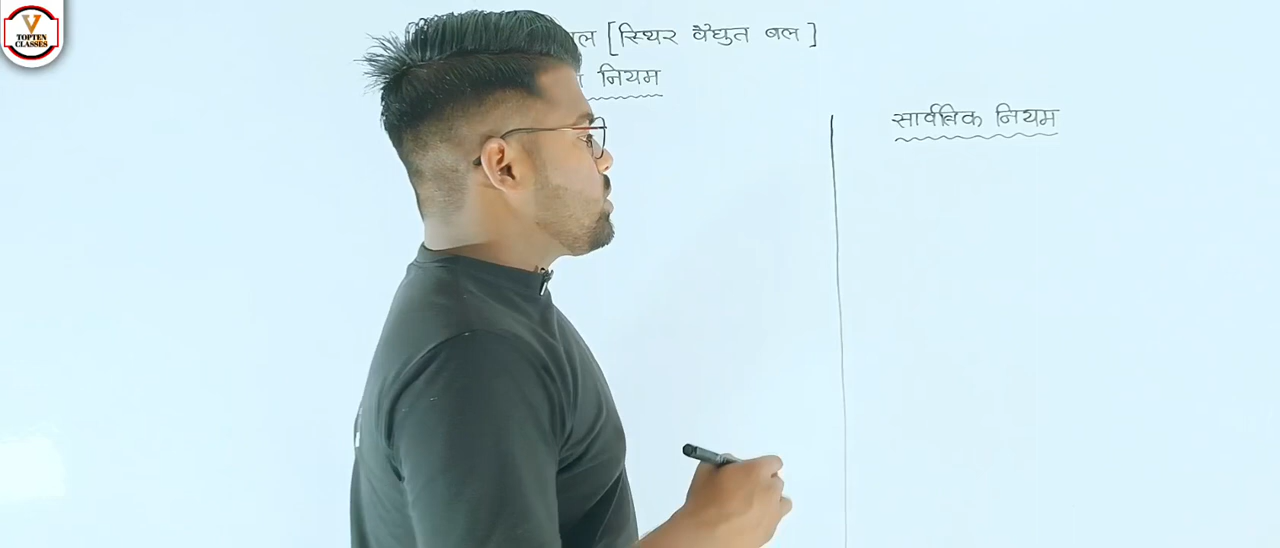 V
TOPTEN
CLASSES
[स्थिर वैद्युत बल]
नियम
सार्वत्रिक नियम